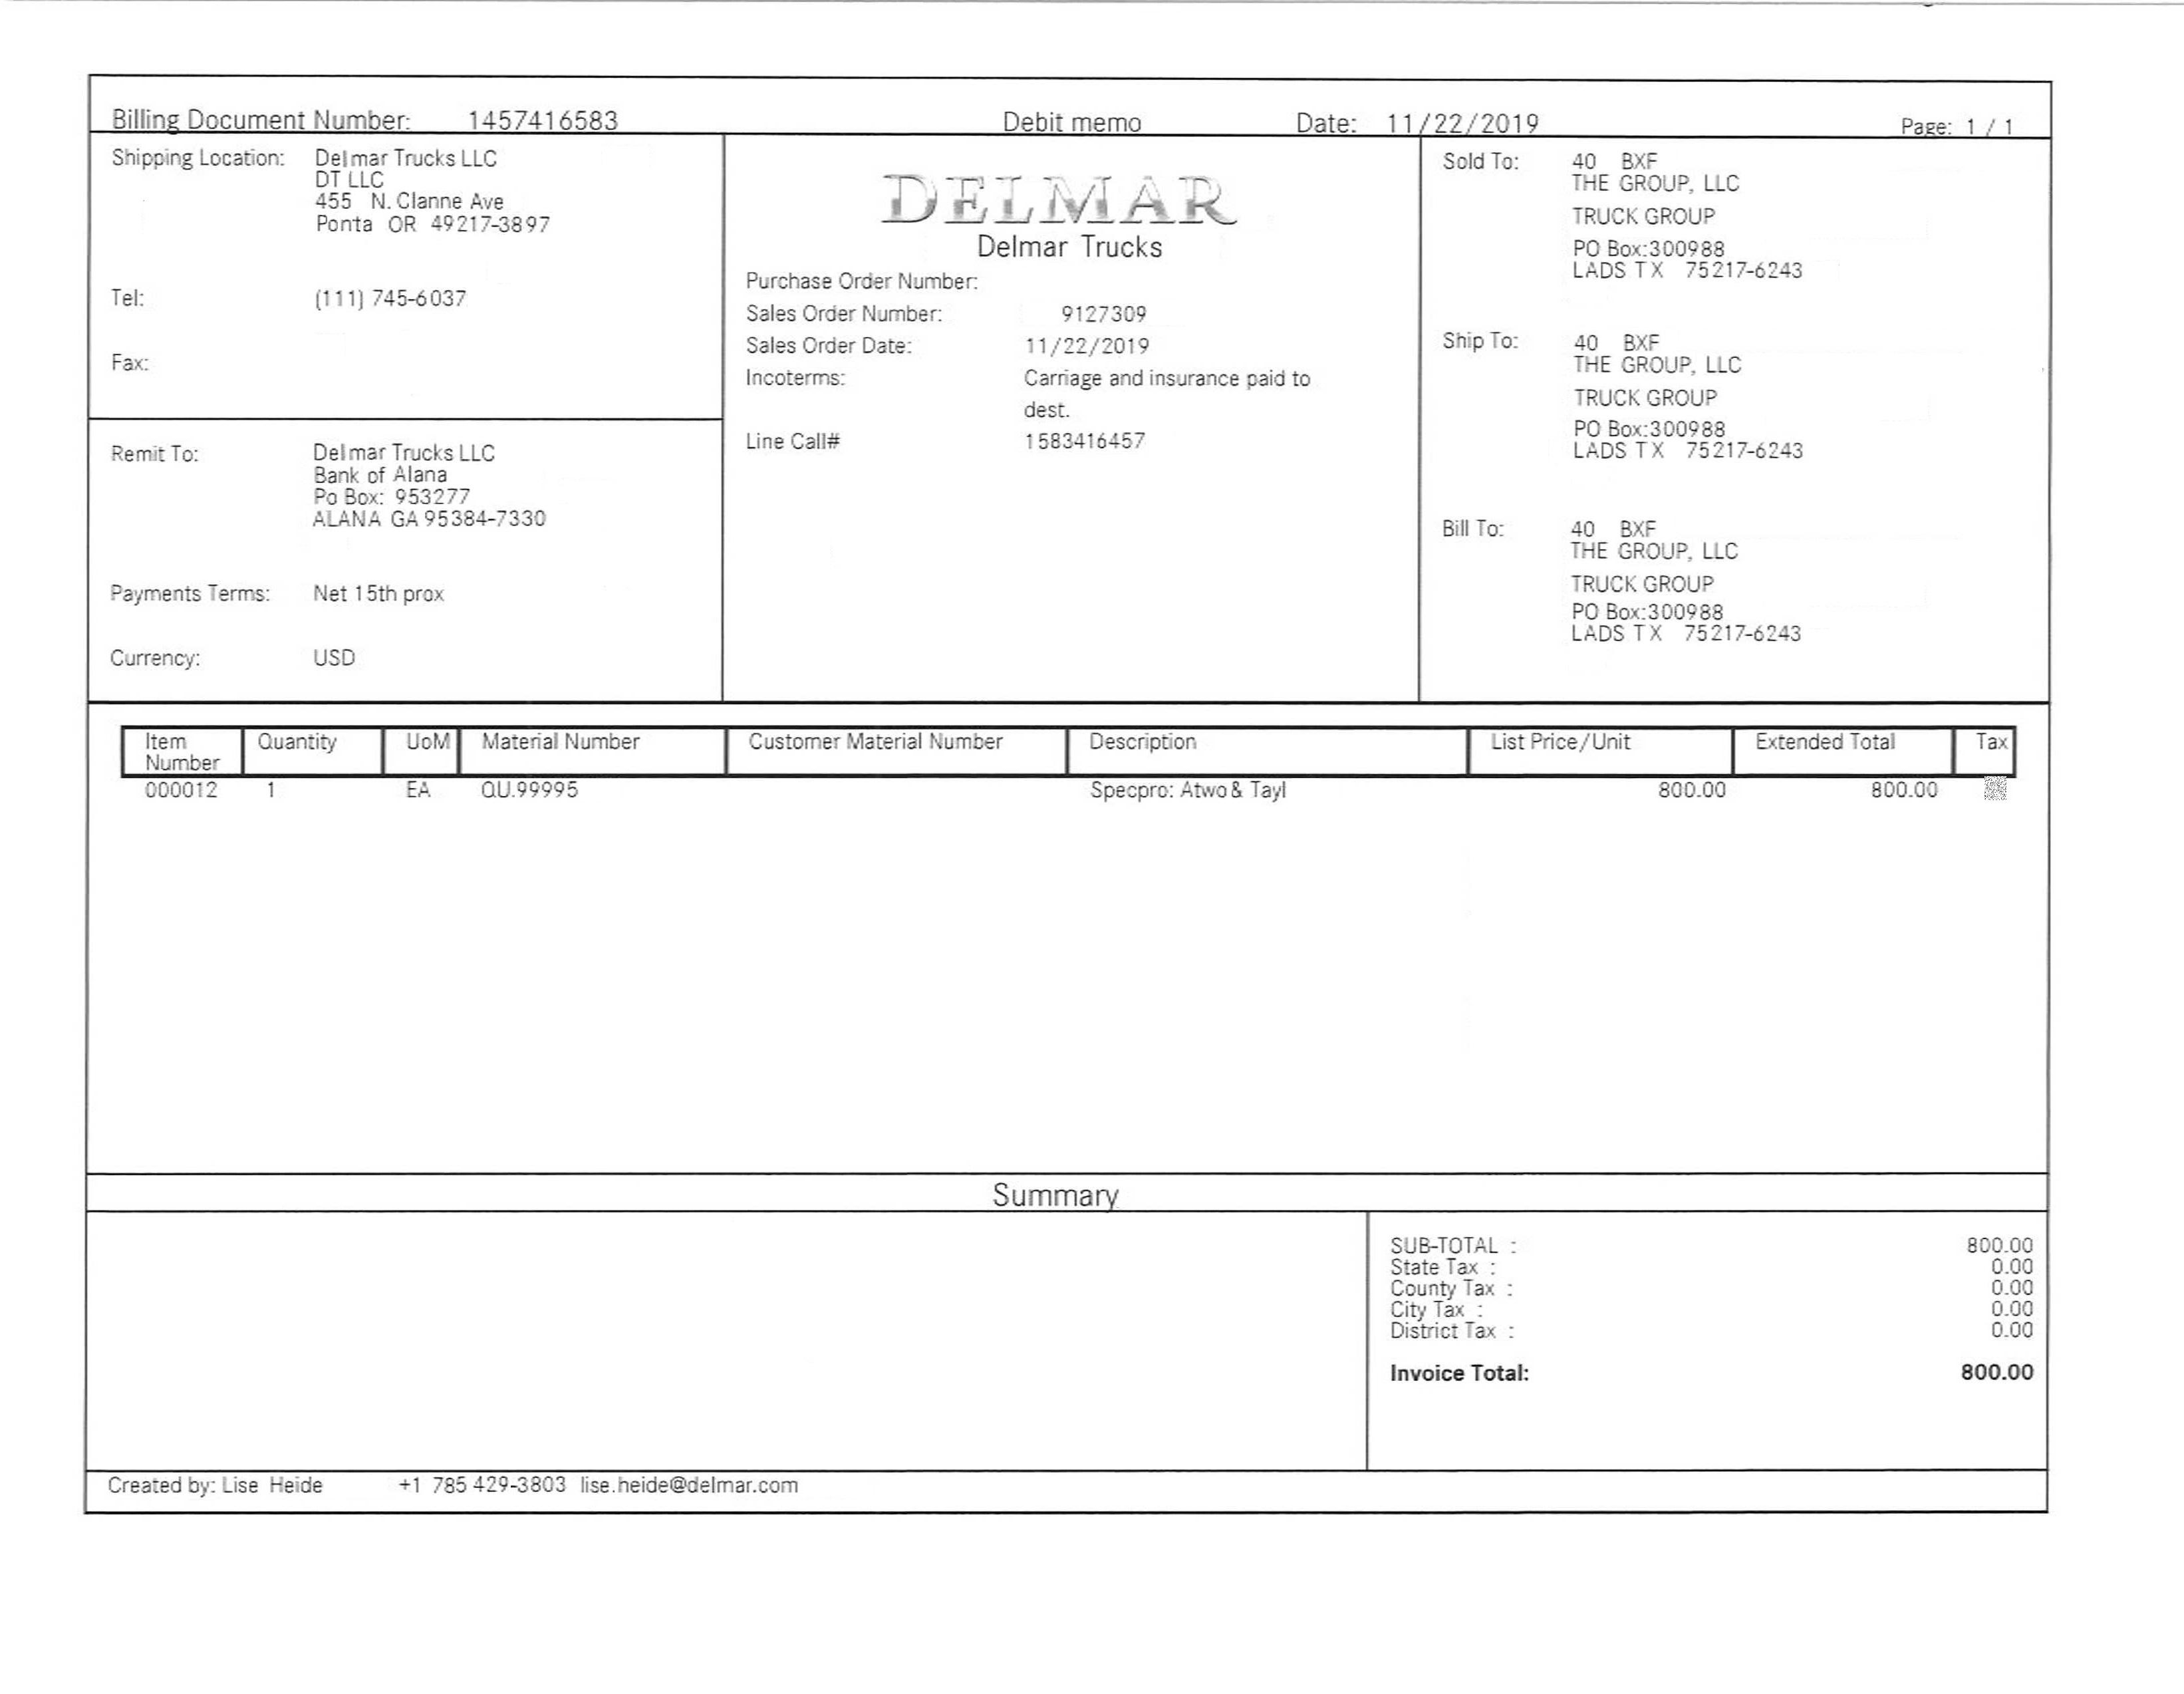 Billing Document Number: 1457416583 Debit memo Date: 11/22/2019 Page: 1 / 1
Shipping Location: Delmar Trucks LLC
DT LLC
455 N. Clanne Ave
Ponta OR 49217-3897
Tel: (111) 745-6037
Fax:
Remit To: Delmar Trucks LLC
Bank of Alana
Po Box: 953277
ALANA GA 95384-7330
Payments Terms: Net 15th prox
Currency: USD
DELMAR
Delmar Trucks
Purchase Order Number:
Sales Order Number: 9127309
Sales Order Date: 11/22/2019
Incoterms: Carriage and insurance paid to
dest.
Line Call# 1583416457
Sold To: 40 BXF
THE GROUP, LLC
TRUCK GROUP
PO Box:300988
LADS TX 75217-6243
Ship To: 40 BXF
THE GROUP, LLC
TRUCK GROUP
PO Box:300988
LADS TX 75217-6243
Bill To: 40 BXF
THE GROUP, LLC
TRUCK GROUP
PO Box:300988
LADS TX 75217-6243
Item Number Quantity UoM Material Number Customer Material Number Description List Price/Unit Extended Total Tax
000012 1 EA QU.99995 Specpro: Atwo & Tayl 800.00 800.00
Summary
SUB-TOTAL : 800.00
State Tax : 0.00
County Tax : 0.00
City Tax : 0.00
District Tax : 0.00
Invoice Total: 800.00
Created by: Lise Heide +1 785 429-3803 lise.heide@delmar.com